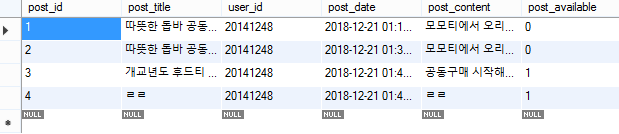 post_id post_title user_id post_date post_content post_available
1 따뜻한 돕바 공동... 20141248 2018-12-21 01:1... 모모티에서 오리... 0
2 따뜻한 돕바 공동... 20141248 2018-12-21 01:3... 모모티에서 오리... 0
3 개교년도 후드티 ... 20141248 2018-12-21 01:4... 공동구매 시작해... 1
4 ㄹㄹ 20141248 2018-12-21 01:4... ㄹㄹ 1
NULL NULL NULL NULL NULL NULL